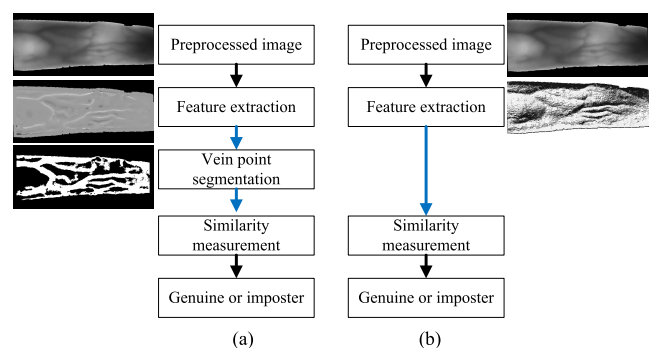 Preprocessed image
Feature extraction
Vein point
segmentation
Similarity
measurement
Genuine or imposter
(a)
Preprocessed image
Feature extraction
Similarity
measurement
Genuine or imposter
(b)